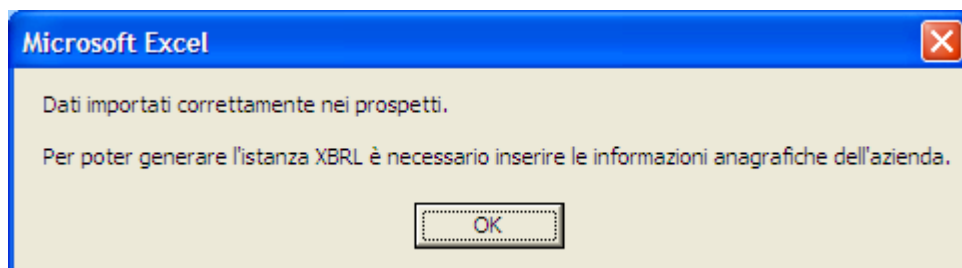 Microsoft Excel
Dati importati correttamente nei prospetti.
Per poter generare l'istanza XBRL è necessario inserire le informazioni anagrafiche dell'azienda.
OK